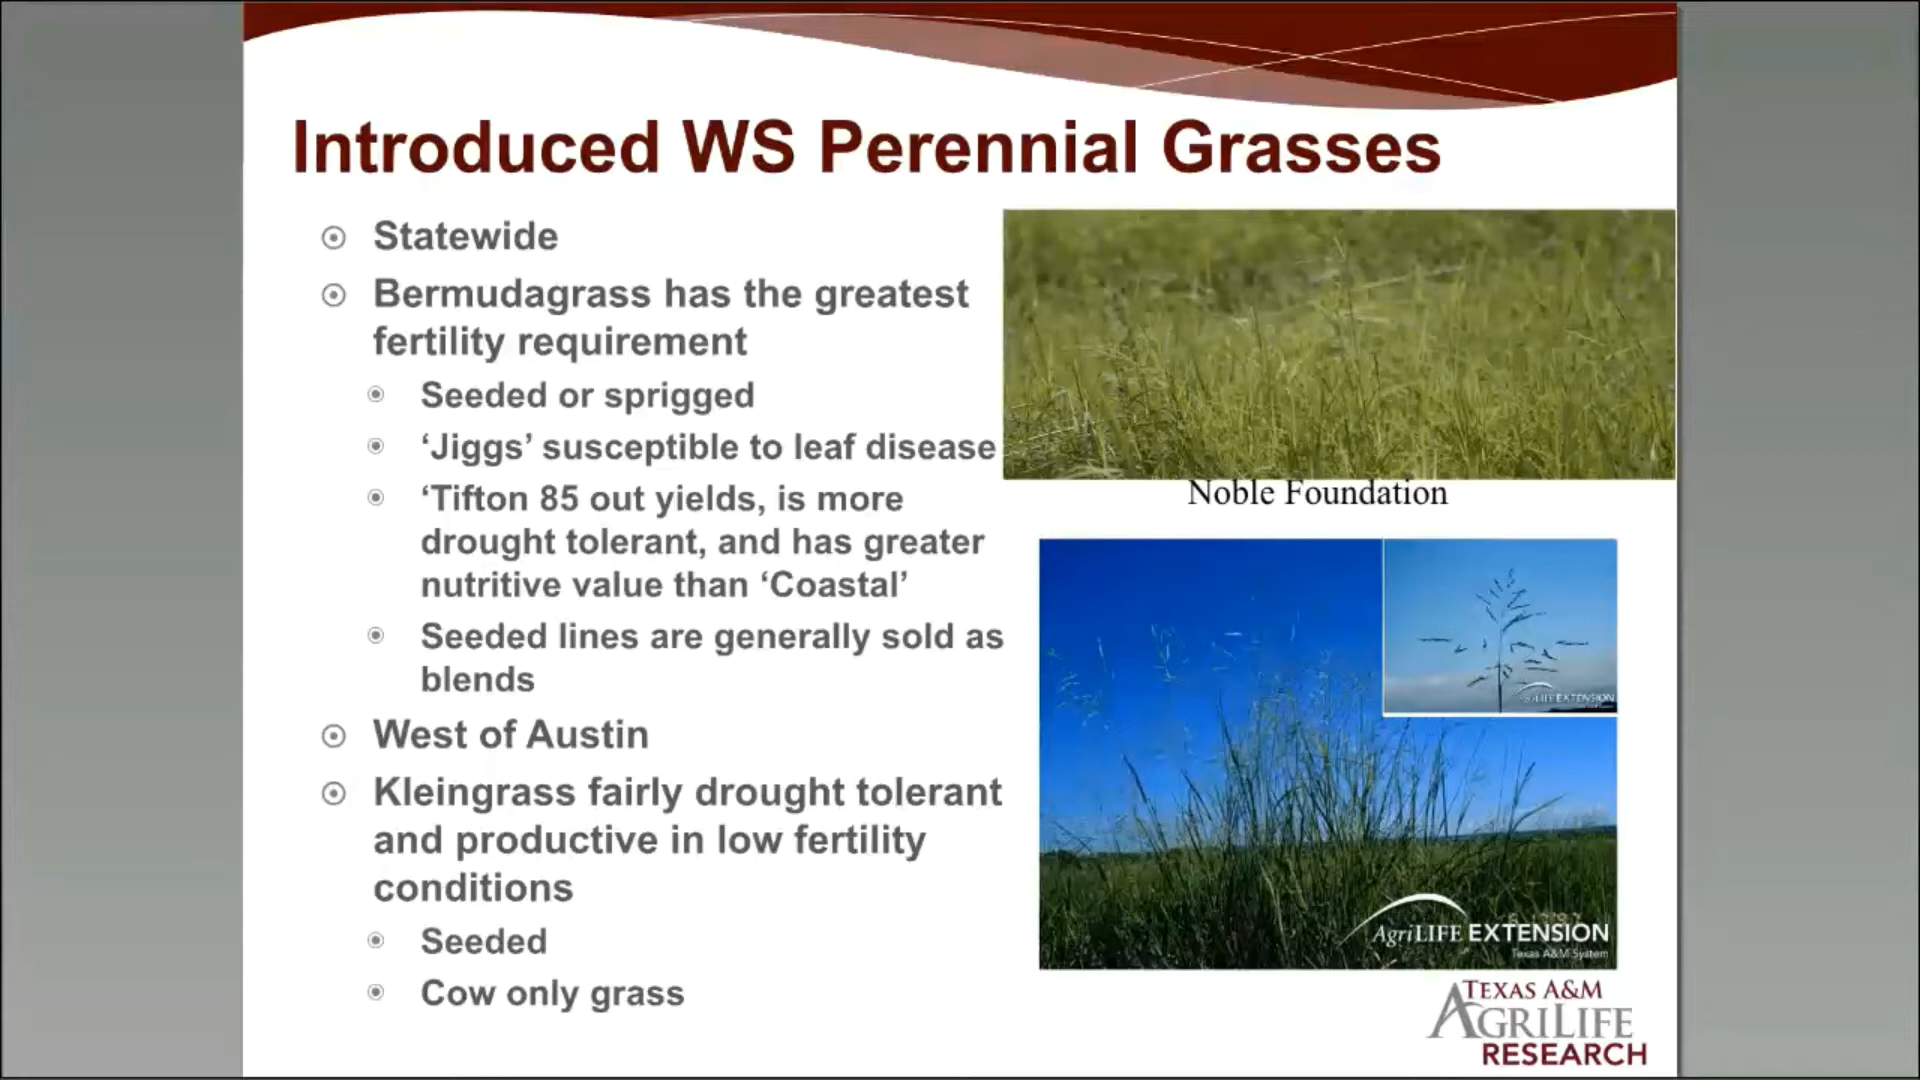 Introduced WS Perennial Grasses
Statewide
Bermudagrass has the greatest
fertility requirement
Seeded or sprigged
‘Jiggs’ susceptible to leaf disease
‘Tifton 85 out yields, is more
drought tolerant, and has greater
nutritive value than ‘Coastal’
Seeded lines are generally sold as
blends
West of Austin
Kleingrass fairly drought tolerant
and productive in low fertility
conditions
Seeded
Cow only grass
Noble Foundation
AgriLIFE EXTENSION
AgriLIFE EXTENSION
Texas A&M System
TEXAS A&M
AGRILIFE
RESEARCH